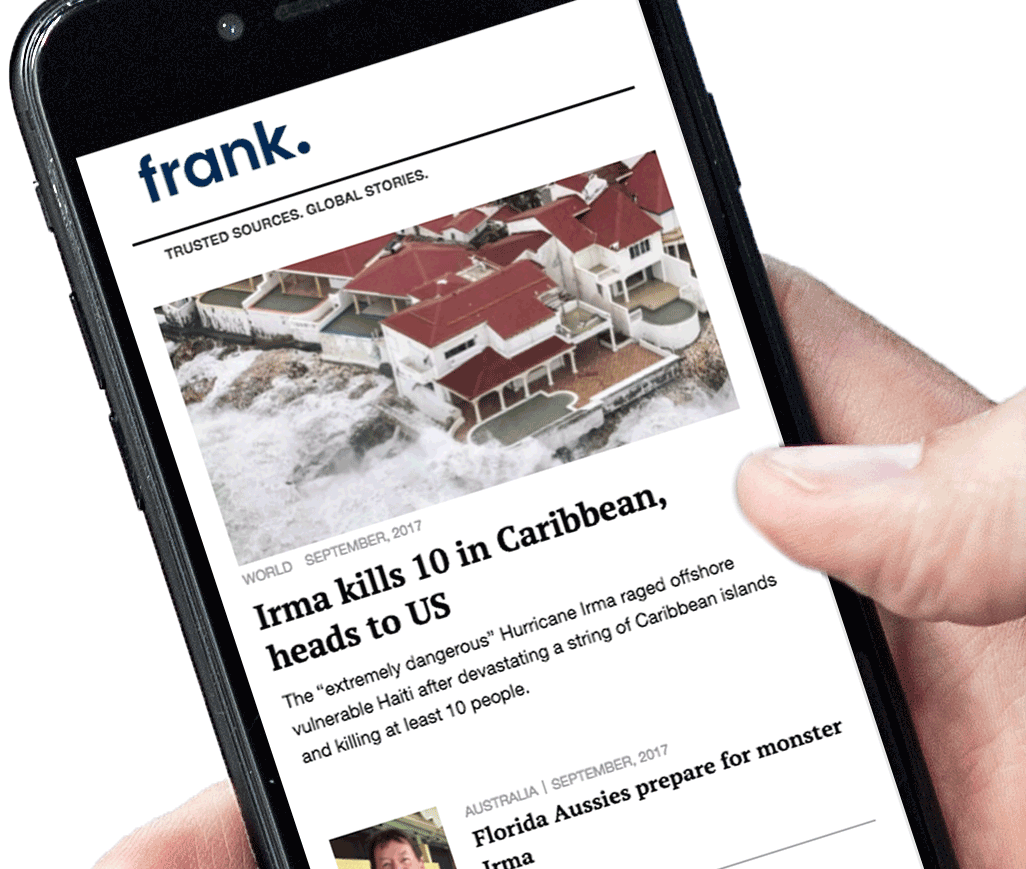 frank.
TRUSTED SOURCES. GLOBAL STORIES.
WORLD SEPTEMBER, 2017
Irma kills 10 in Caribbean,
heads to US
The “extremely dangerous” Hurricane Irma raged offshore
vulnerable Haiti after devastating a string of Caribbean islands
and killing at least 10 people.
AUSTRALIA | SEPTEMBER, 2017
Florida Aussies prepare for monster
Irma